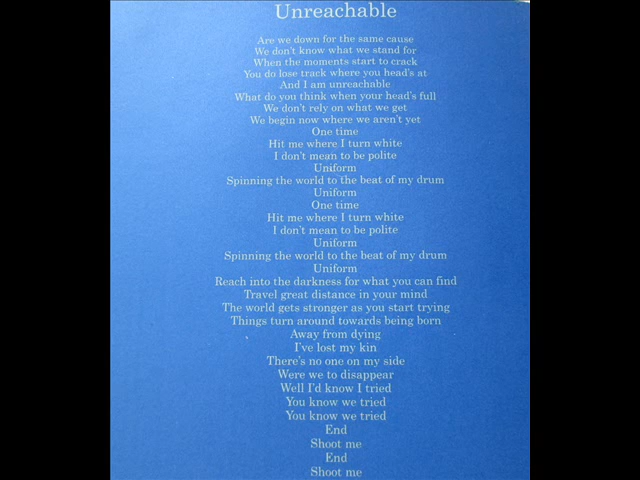 Unreachable
Are we down for the same cause
We don't know what we stand for
When the moments start to crack
You do lose track where you head's at
And I am unreachable
What do you think when your head's full
We don't rely on what we get
We begin now where we aren't yet
One time
Hit me where I turn white
I don't mean to be polite
Uniform
Spinning the world to the beat of my drum
Uniform
One time
Hit me where I turn white
I don't mean to be polite
Uniform
Spinning the world to the beat of my drum
Uniform
Reach into the darkness for what you can find
Travel great distance in your mind
The world gets stronger as you start trying
Things turn around towards being born
Away from dying
I've lost my kin
There's no one on my side
Were we to disappear
Well I'd know I tried
You know we tried
You know we tried
End
Shoot me
End
Shoot me